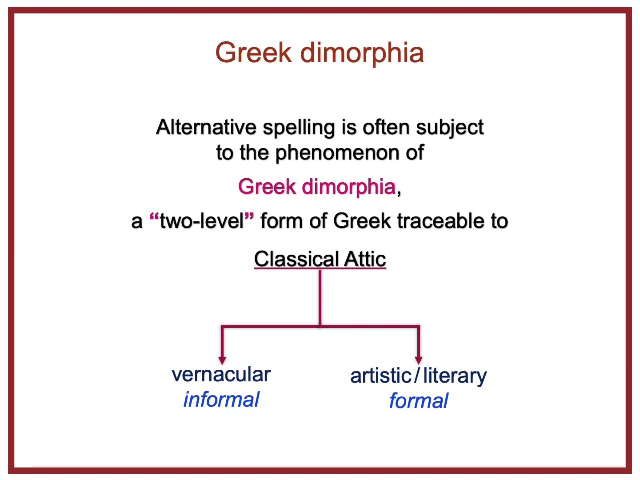 Greek dimorphia
Alternative spelling is often subject
to the phenomenon of
Greek dimorphia,
a “two-level” form of Greek traceable to
Classical Attic
vernacular
informal
artistic/literary
formal